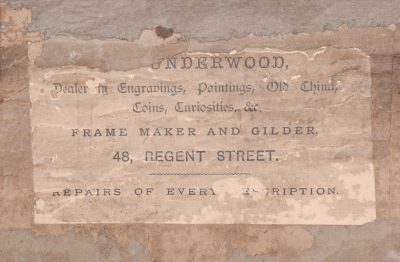 UNDERWOOD,
Dealer in Engravings, Paintings, Old China,
Coins, Curiosities, &c.
FRAME MAKER AND GILDER,
48, REGENT STREET.
REPAIRS OF EVERY